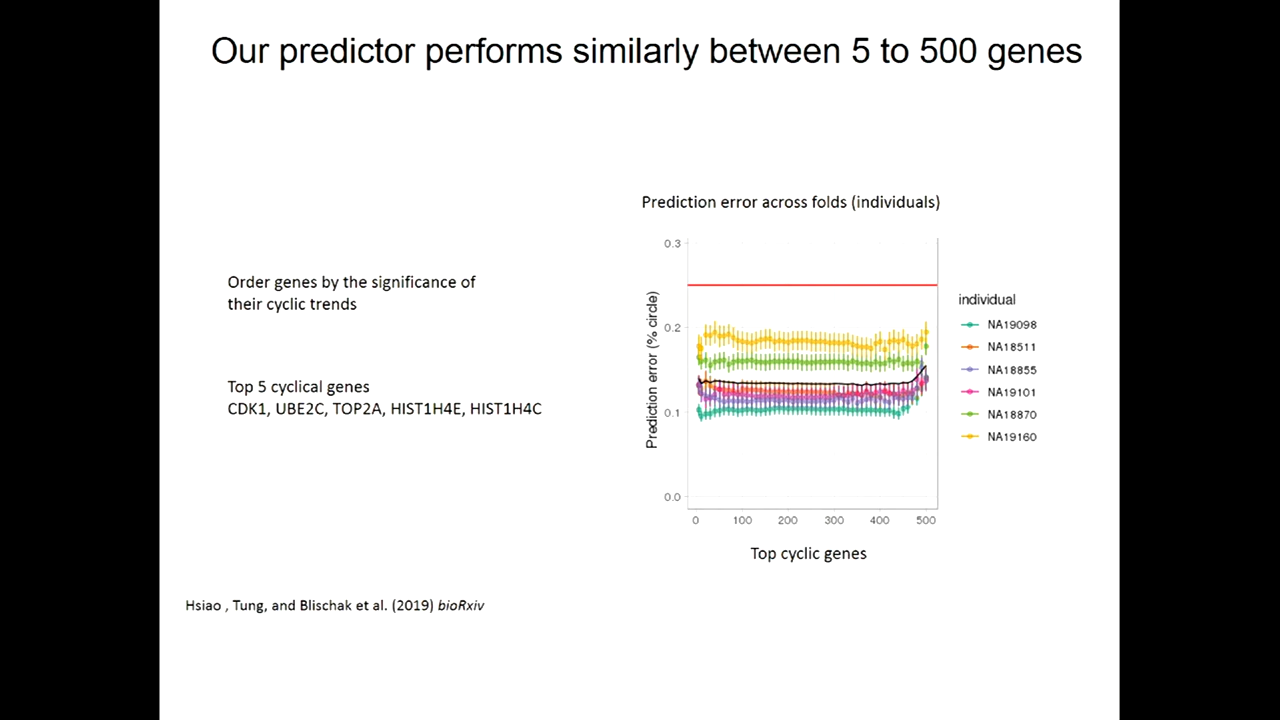 Our predictor performs similarly between 5 to 500 genes
Order genes by the significance of
their cyclic trends
Top 5 cyclical genes
CDK1, UBE2C, TOP2A, HIST1H4E, HIST1H4C
Prediction error across folds (individuals)
Prediction error (% circle)
0.3
0.2
0.1
0.0
0 100 200 300 400 500
Top cyclic genes
individual
NA19098
NA18511
NA18855
NA19101
NA18870
NA19160
Hsiao , Tung, and Blischak et al. (2019) bioRxiv